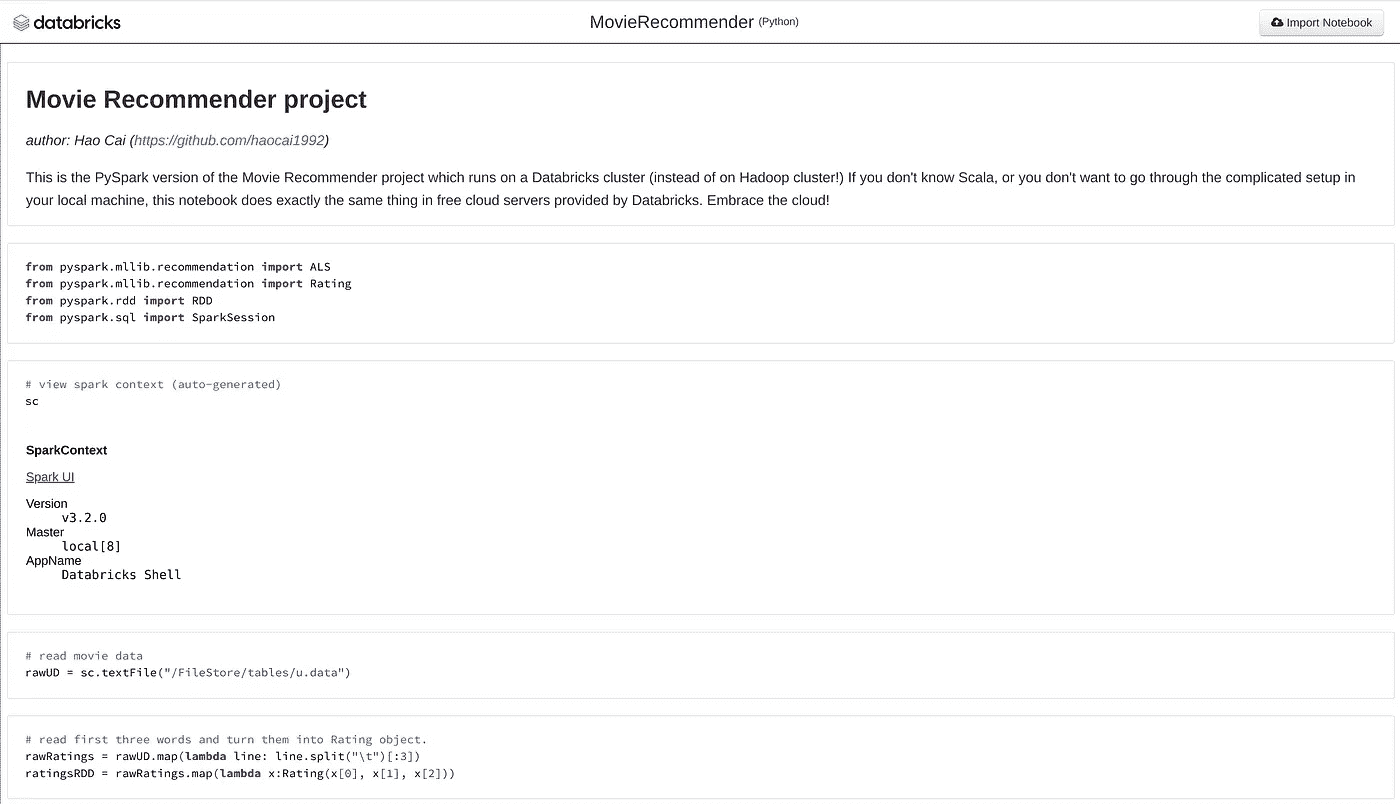 databricks
MovieRecommender (Python)
Import Notebook
Movie Recommender project
author: Hao Cai (https://github.com/haocai1992)
This is the PySpark version of the Movie Recommender project which runs on a Databricks cluster (instead of on Hadoop cluster!) If you don't know Scala, or you don't want to go through the complicated setup in
your local machine, this notebook does exactly the same thing in free cloud servers provided by Databricks. Embrace the cloud!
from pyspark.mllib.recommendation import ALS
from pyspark.mllib.recommendation import Rating
from pyspark.rdd import RDD
from pyspark.sql import SparkSession
# view spark context (auto-generated)
sc
SparkContext
Spark UI
Version
v3.2.0
Master
local[8]
AppName
Databricks Shell
# read movie data
rawUD = sc.textFile("/FileStore/tables/u.data")
# read first three words and turn them into Rating object.
rawRatings = rawUD.map(lambda line: line.split("\t")[:3])
ratingsRDD = rawRatings.map(lambda x:Rating(x[0], x[1], x[2]))